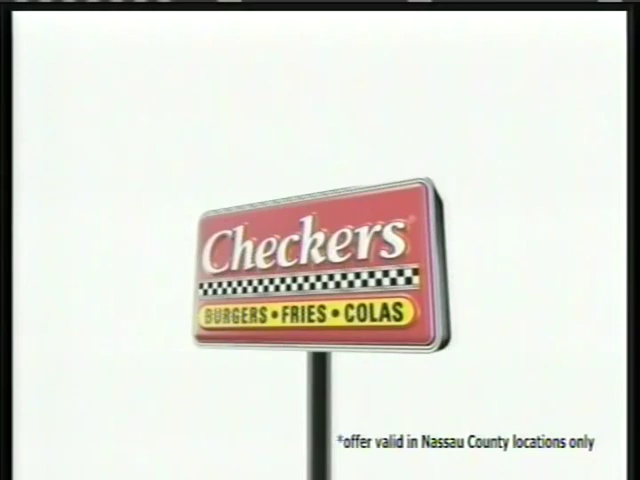 Checkers
BURGERS • FRIES • COLAS
*offer valid in Nassau County locations only